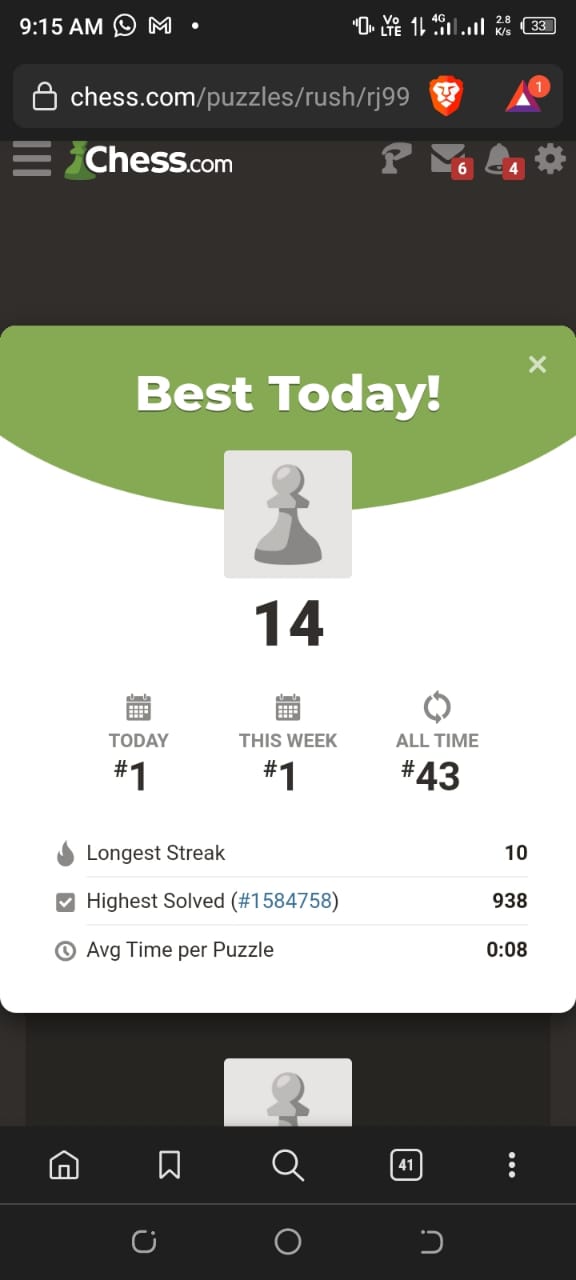 9:15 AM
Vo LTE 4G 2.8 K/s 33
chess.com/puzzles/rush/rj99
1
Chess.com
6 4
Best Today!
14
TODAY THIS WEEK ALL TIME
#1 #1 #43
Longest Streak 10
Highest Solved (#1584758) 938
Avg Time per Puzzle 0:08
41